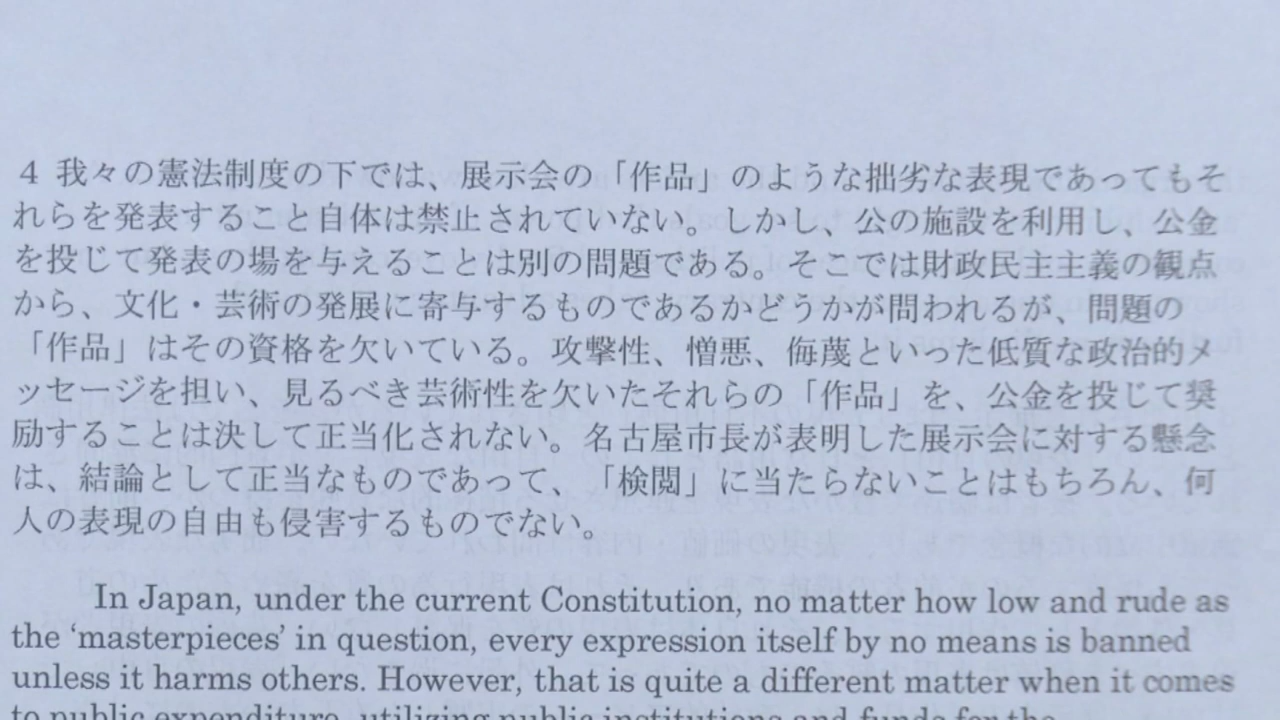 4 我々の憲法制度の下では、展示会の「作品」のような拙劣な表現であってもそ
れらを発表すること自体は禁止されていない。しかし、公の施設を利用し、公金
を投じて発表の場を与えることは別の問題である。そこでは財政民主主義の観点
から、文化・芸術の発展に寄与するものであるかどうかが問われるが、問題の
「作品」はその資格を欠いている。攻撃性、憎悪、侮蔑といった低質な政治的メ
ッセージを担い、見るべき芸術性を欠いたそれらの「作品」を、公金を投じて奨
励することは決して正当化されない。名古屋市長が表明した展示会に対する懸念
は、結論として正当なものであって、「検閲」に当たらないことはもちろん、何
人の表現の自由も侵害するものでない。
In Japan, under the current Constitution, no matter how low and rude as
the ‘masterpieces’ in question, every expression itself by no means is banned
unless it harms others. However, that is quite a different matter when it comes
to public expenditure, utilizing public institutions and funds for the